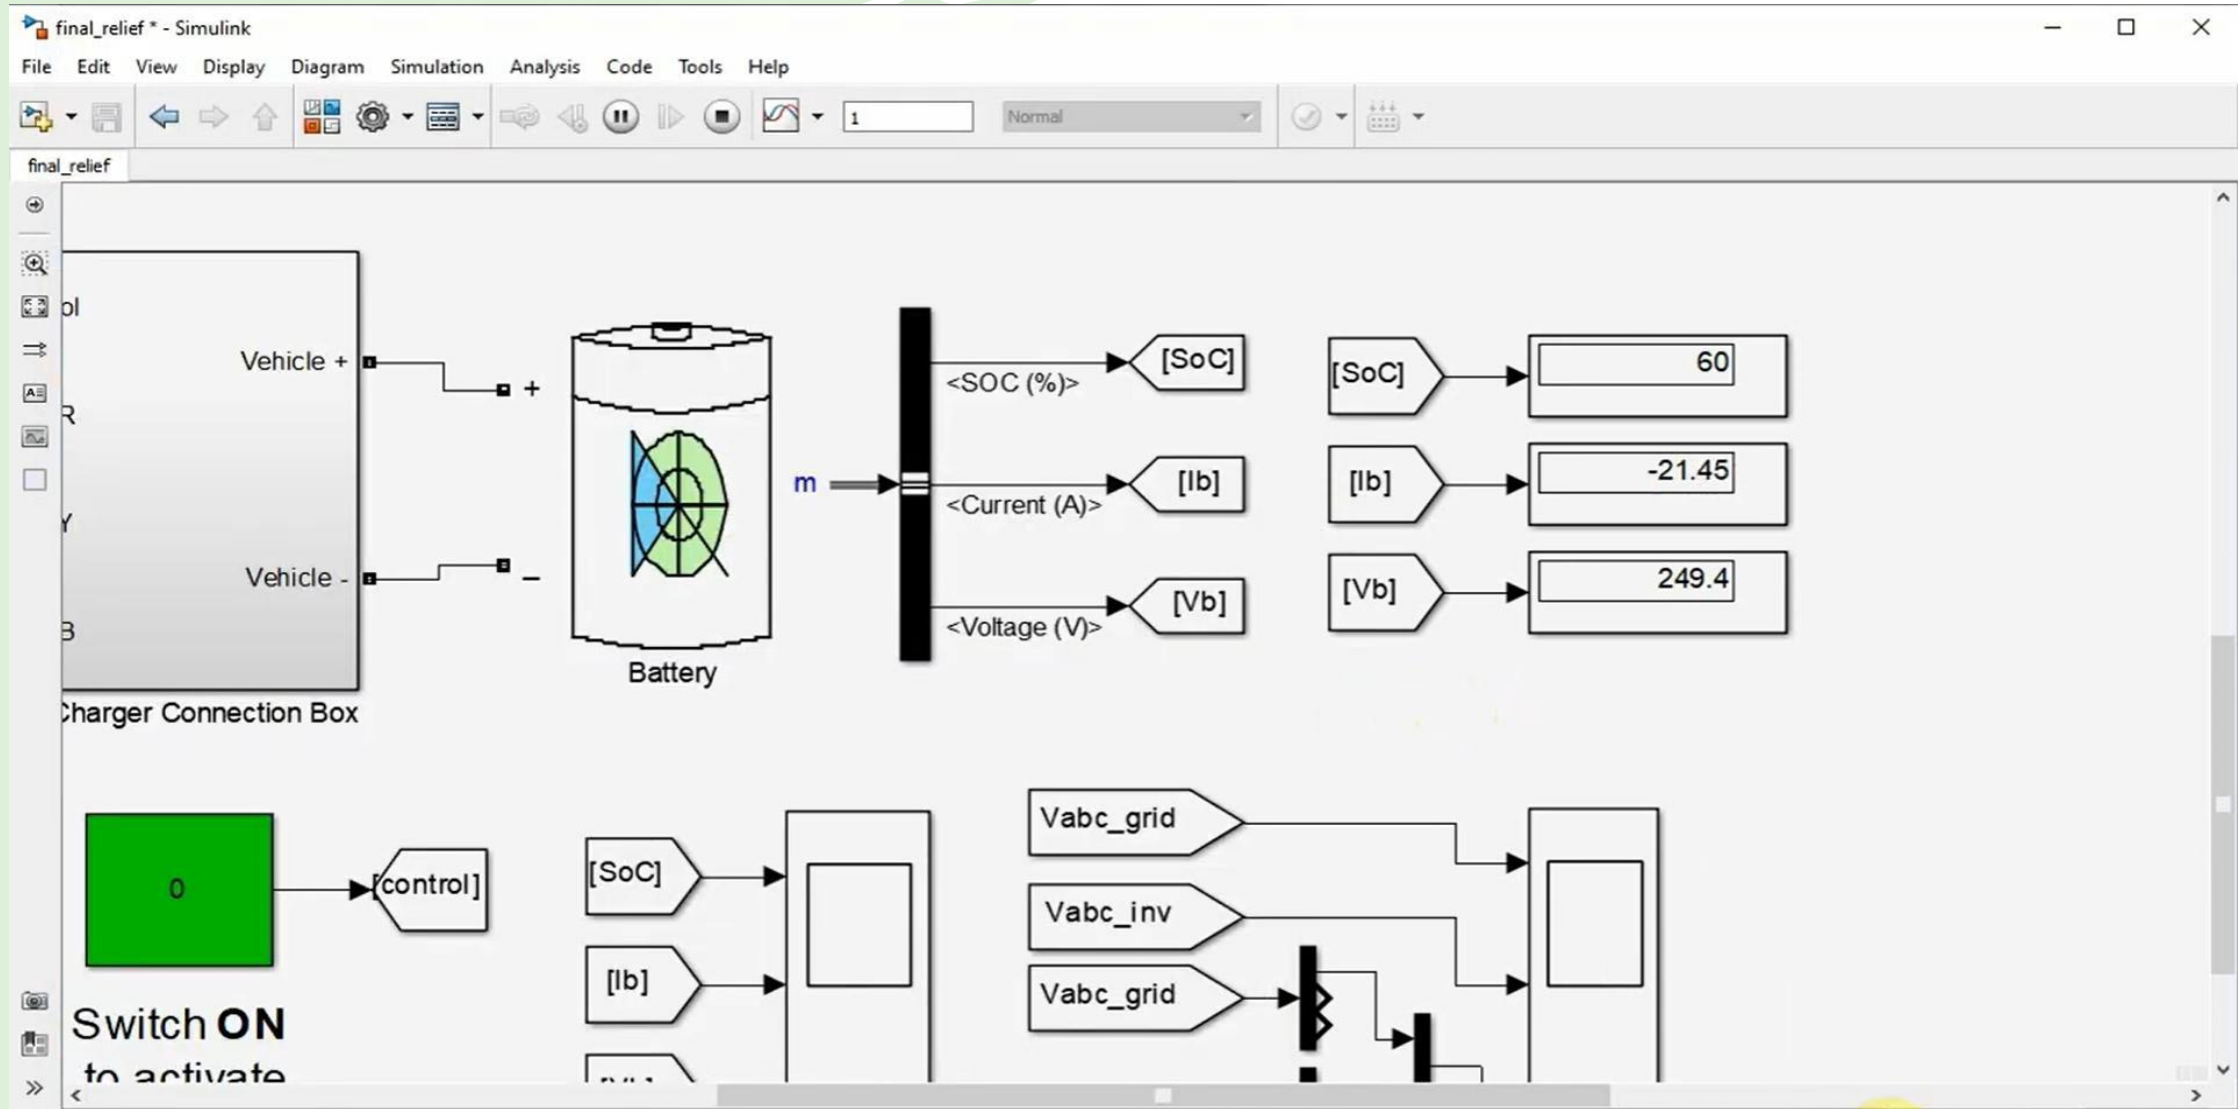 final_relief * - Simulink
File Edit View Display Diagram Simulation Analysis Code Tools Help
1
Normal
final_relief
ol
Vehicle +
+
R
Y
Vehicle -
−
B
Charger Connection Box
Battery
m
<SOC (%)>
[SoC]
<Current (A)>
[Ib]
<Voltage (V)>
[Vb]
[SoC]
60
[Ib]
-21.45
[Vb]
249.4
0
[control]
Switch ON
to activate
[SoC]
[Ib]
Vabc_grid
Vabc_inv
Vabc_grid